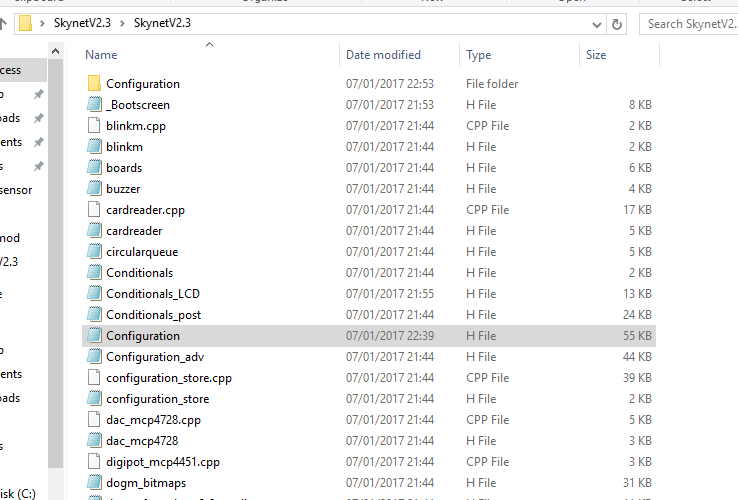 SkynetV2.3 > SkynetV2.3 Search SkynetV2.
Name Date modified Type Size
cess
Configuration 07/01/2017 22:53 File folder
_Bootscreen 07/01/2017 21:53 H File 8 KB
blinkm.cpp 07/01/2017 21:44 CPP File 2 KB
blinkm 07/01/2017 21:44 H File 2 KB
boards 07/01/2017 21:44 H File 6 KB
buzzer 07/01/2017 21:44 H File 4 KB
cardreader.cpp 07/01/2017 21:44 CPP File 17 KB
cardreader 07/01/2017 21:44 H File 5 KB
circularqueue 07/01/2017 21:44 H File 5 KB
Conditionals 07/01/2017 21:44 H File 2 KB
Conditionals_LCD 07/01/2017 21:55 H File 13 KB
Conditionals_post 07/01/2017 21:44 H File 24 KB
Configuration 07/01/2017 22:39 H File 55 KB
Configuration_adv 07/01/2017 21:44 H File 44 KB
configuration_store.cpp 07/01/2017 21:44 CPP File 39 KB
configuration_store 07/01/2017 21:44 H File 2 KB
dac_mcp4728.cpp 07/01/2017 21:44 CPP File 5 KB
dac_mcp4728 07/01/2017 21:44 H File 3 KB
digipot_mcp4451.cpp 07/01/2017 21:44 CPP File 3 KB
dogm_bitmaps 07/01/2017 21:44 H File 31 KB
oads
ents
s
sensor
mod
V2.3
e
o
ents
oads
s
isk (C:)